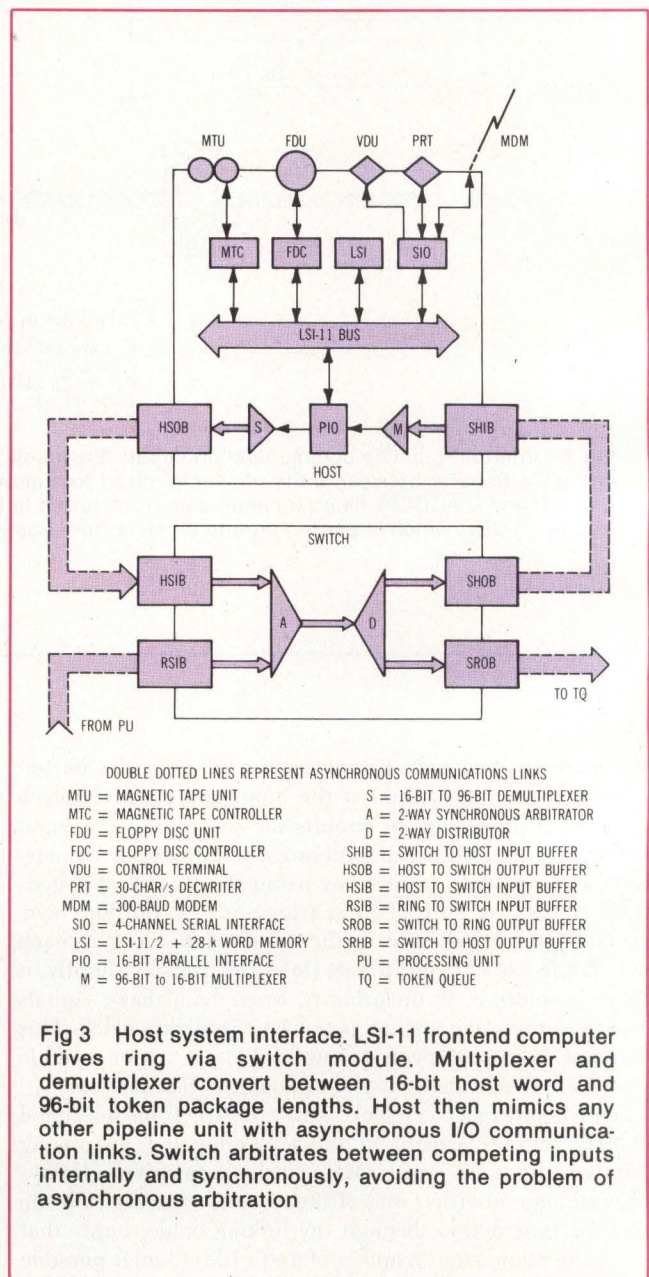 MTU FDU VDU PRT MDM
MTC FDC LSI SIO
LSI-11 BUS
HSOB S PIO M SHIB
HOST
SWITCH
HSIB SHOB
A D
RSIB SROB
TO TQ
FROM PU
DOUBLE DOTTED LINES REPRESENT ASYNCHRONOUS COMMUNICATIONS LINKS
MTU = MAGNETIC TAPE UNIT
MTC = MAGNETIC TAPE CONTROLLER
FDU = FLOPPY DISC UNIT
FDC = FLOPPY DISC CONTROLLER
VDU = CONTROL TERMINAL
PRT = 30-CHAR/s DECWRITER
MDM = 300-BAUD MODEM
SIO = 4-CHANNEL SERIAL INTERFACE
LSI = LSI-11/2 + 28-k WORD MEMORY
PIO = 16-BIT PARALLEL INTERFACE
M = 96-BIT to 16-BIT MULTIPLEXER
S = 16-BIT TO 96-BIT DEMULTIPLEXER
A = 2-WAY SYNCHRONOUS ARBITRATOR
D = 2-WAY DISTRIBUTOR
SHIB = SWITCH TO HOST INPUT BUFFER
HSOB = HOST TO SWITCH OUTPUT BUFFER
HSIB = HOST TO SWITCH INPUT BUFFER
RSIB = RING TO SWITCH INPUT BUFFER
SROB = SWITCH TO RING OUTPUT BUFFER
SRHB = SWITCH TO HOST OUTPUT BUFFER
PU = PROCESSING UNIT
TQ = TOKEN QUEUE
Fig 3 Host system interface. LSI-11 frontend computer
drives ring via switch module. Multiplexer and
demultiplexer convert between 16-bit host word and
96-bit token package lengths. Host then mimics any
other pipeline unit with asynchronous I/O communica-
tion links. Switch arbitrates between competing inputs
internally and synchronously, avoiding the problem of
asynchronous arbitration